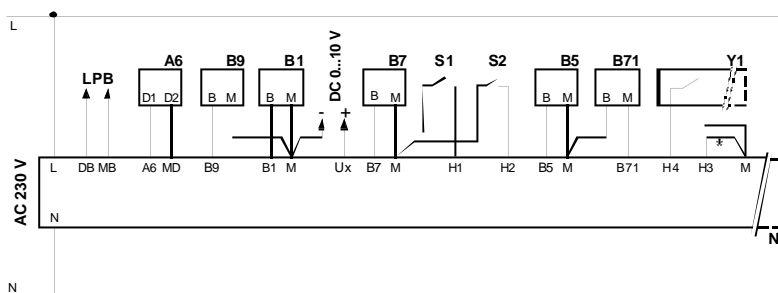 L
A6 B9 B1 DC 0...10 V B7 S1 S2 B5 B71 Y1
LPB
D1 D2 B M B M - + B M B M B M
*
AC 230 V
L DB MB A6 MD B9 B1 M Ux B7 M H1 H2 B5 M B71 H4 H3 M
N
N
N